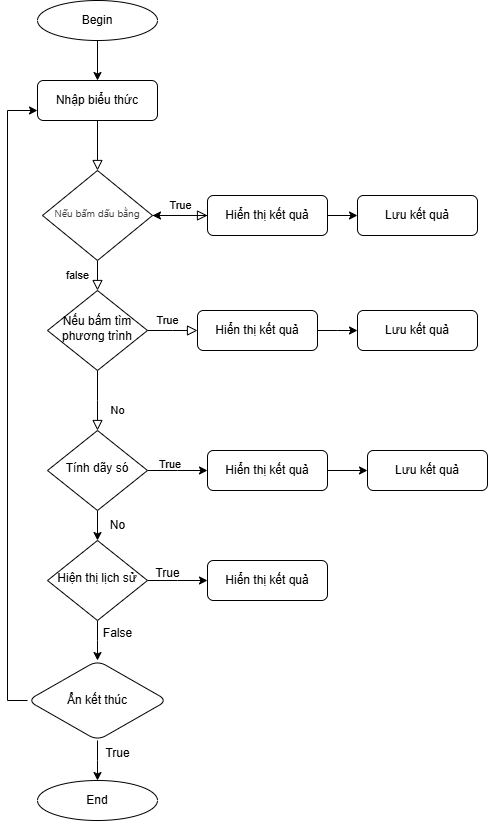 Begin
Nhập biểu thức
Nếu bấm dấu bằng
True
Hiển thị kết quả
Lưu kết quả
false
Nếu bấm tìm
phương trình
True
Hiển thị kết quả
Lưu kết quả
No
Tính dãy só
True
Hiển thị kết quả
Lưu kết quả
No
Hiện thị lịch sử
True
Hiển thị kết quả
False
Ấn kết thúc
True
End